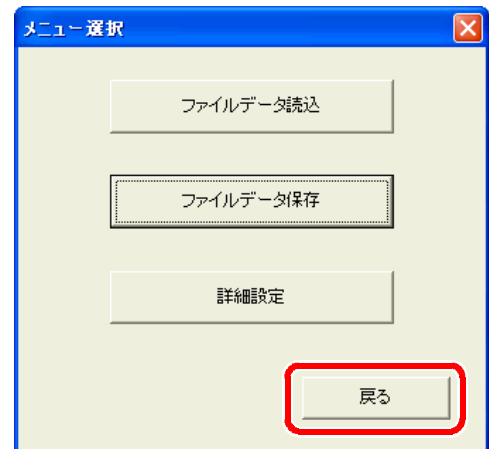 メニュー選択
ファイルデータ読込
ファイルデータ保存
詳細設定
戻る